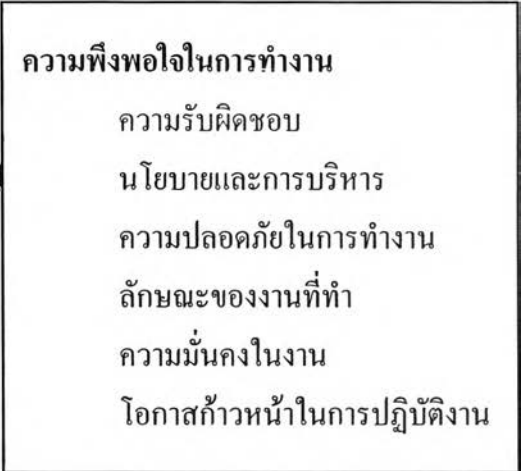 ความพึงพอใจในการทำงาน
ความรับผิดชอบ
นโยบายและการบริหาร
ความปลอดภัยในการทำงาน
ลักษณะของงานที่ทำ
ความมั่นคงในงาน
โอกาสก้าวหน้าในการปฏิบัติงาน